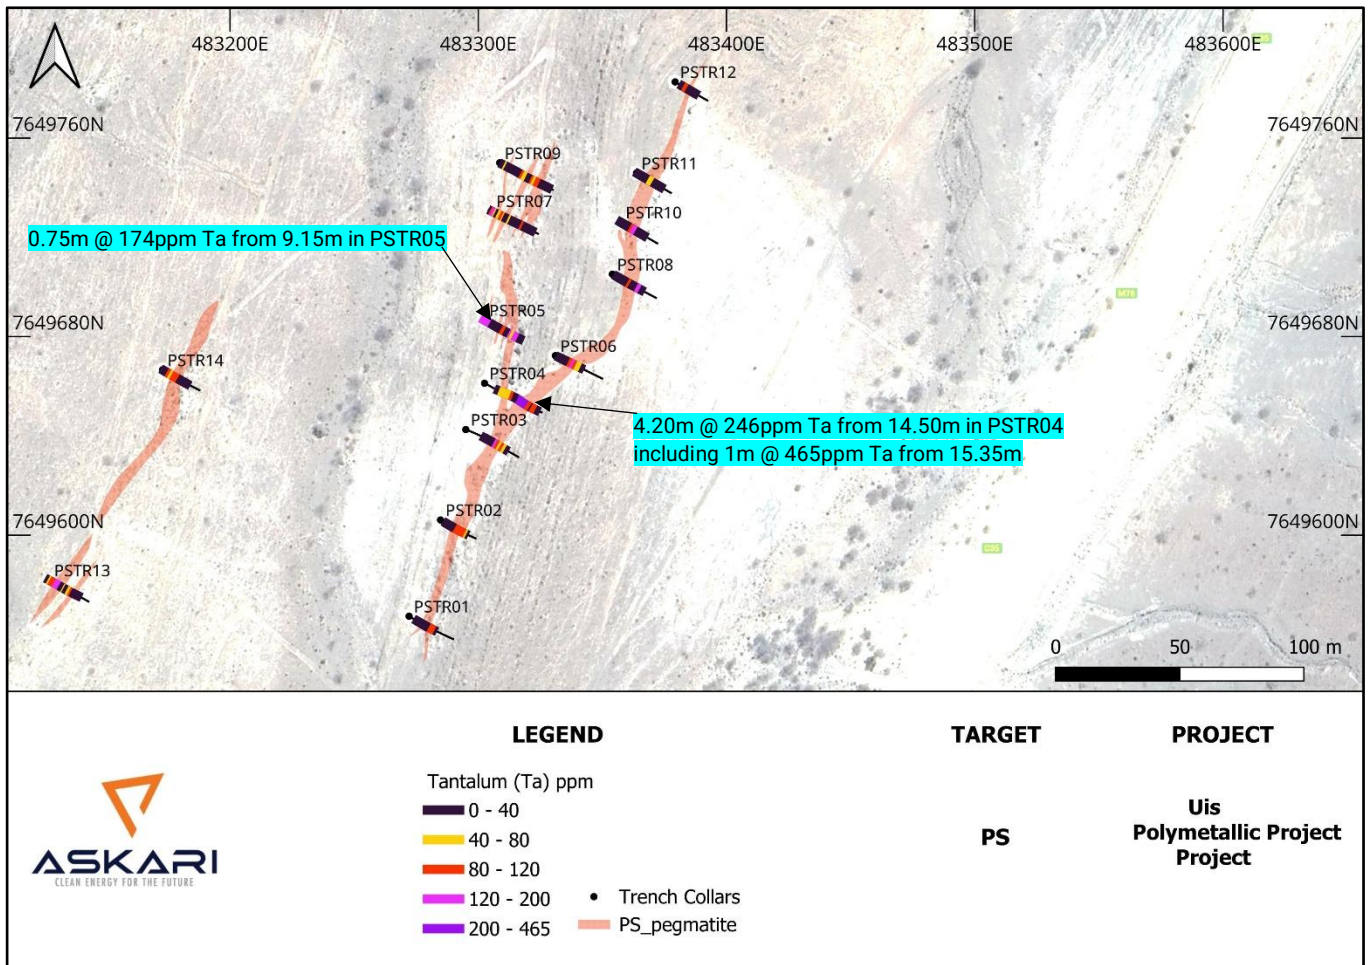 483200E
483300E
483400E
483500E
483600E
PSTR12
7649760N
7649760N
PSTR09
PSTR11
PSTR07
PSTR10
0.75m @ 174ppm Ta from 9.15m in PSTR05
PSTR08
M76
PSTR05
7649680N
7649680N
PSTR06
PSTR14
PSTR04
PSTR03
4.20m @ 246ppm Ta from 14.50m in PSTR04
including 1m @ 465ppm Ta from 15.35m
PSTR02
7649600N
7649600N
PSTR13
PSTR01
0 50 100 m
LEGEND
Tantalum (Ta) ppm
0 - 40
40 - 80
80 - 120
120 - 200
200 - 465
Trench Collars
PS_pegmatite
TARGET
PS
PROJECT
Uis
Polymetallic Project
Project
ASKARI
CLEAN ENERGY FOR THE FUTURE